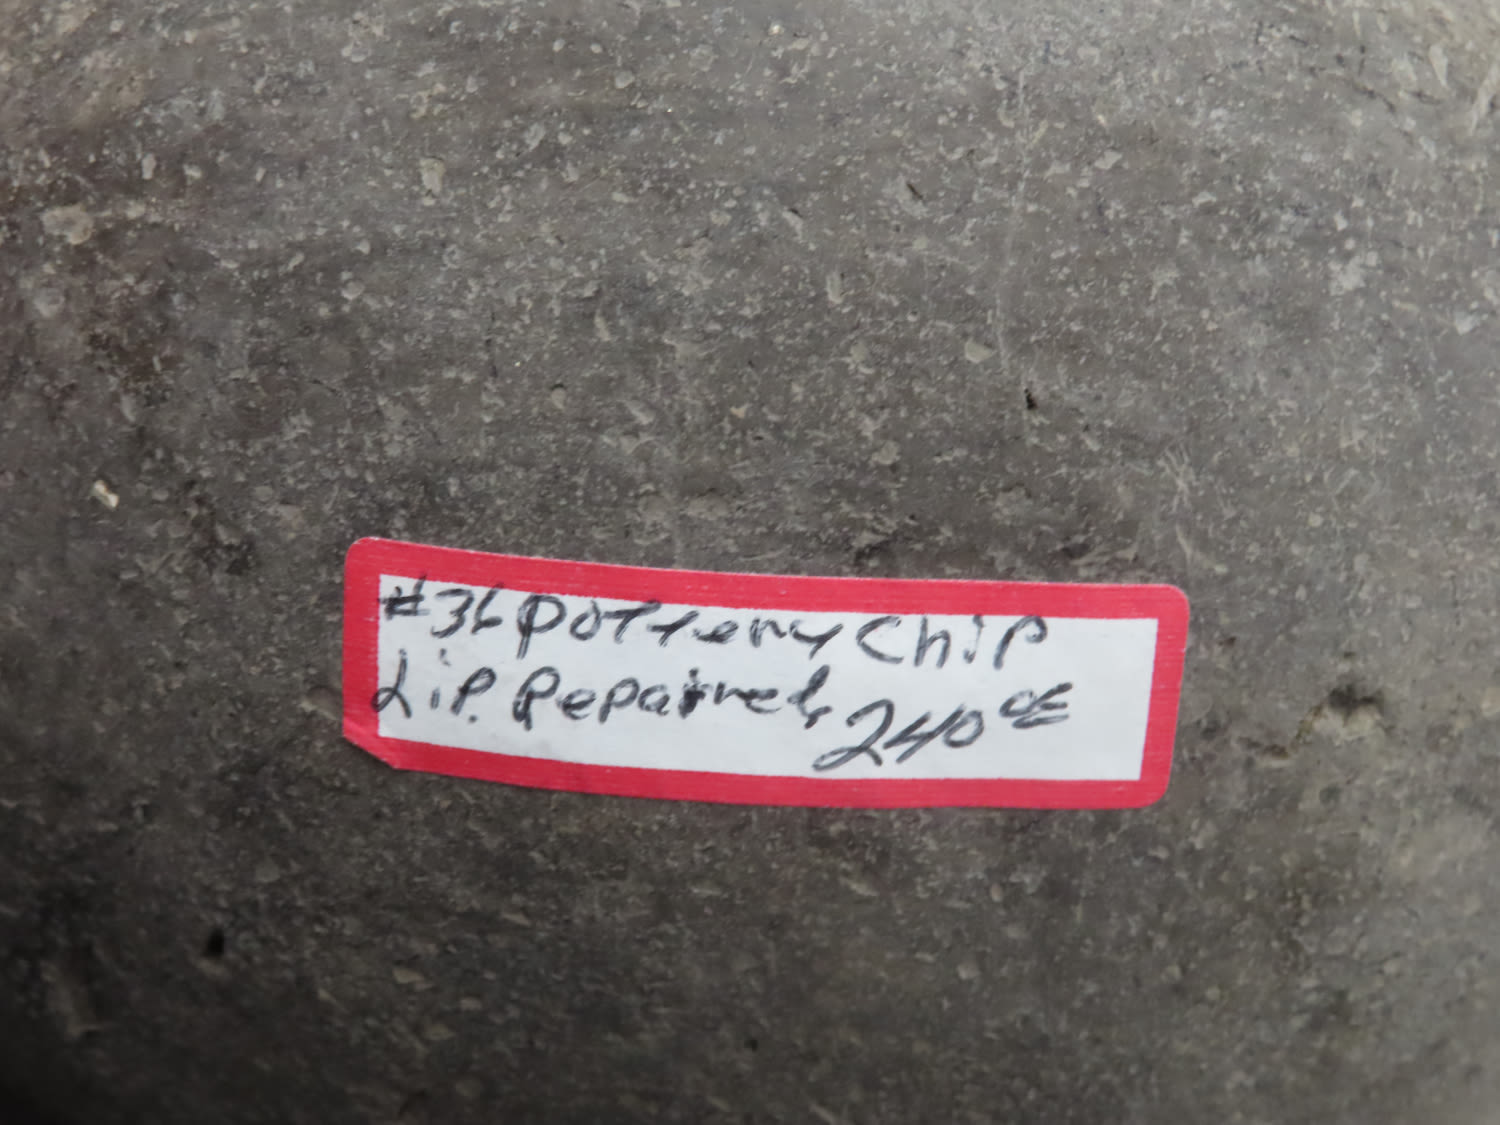 #36 Pottery Chip
Lip. Repaired, 240